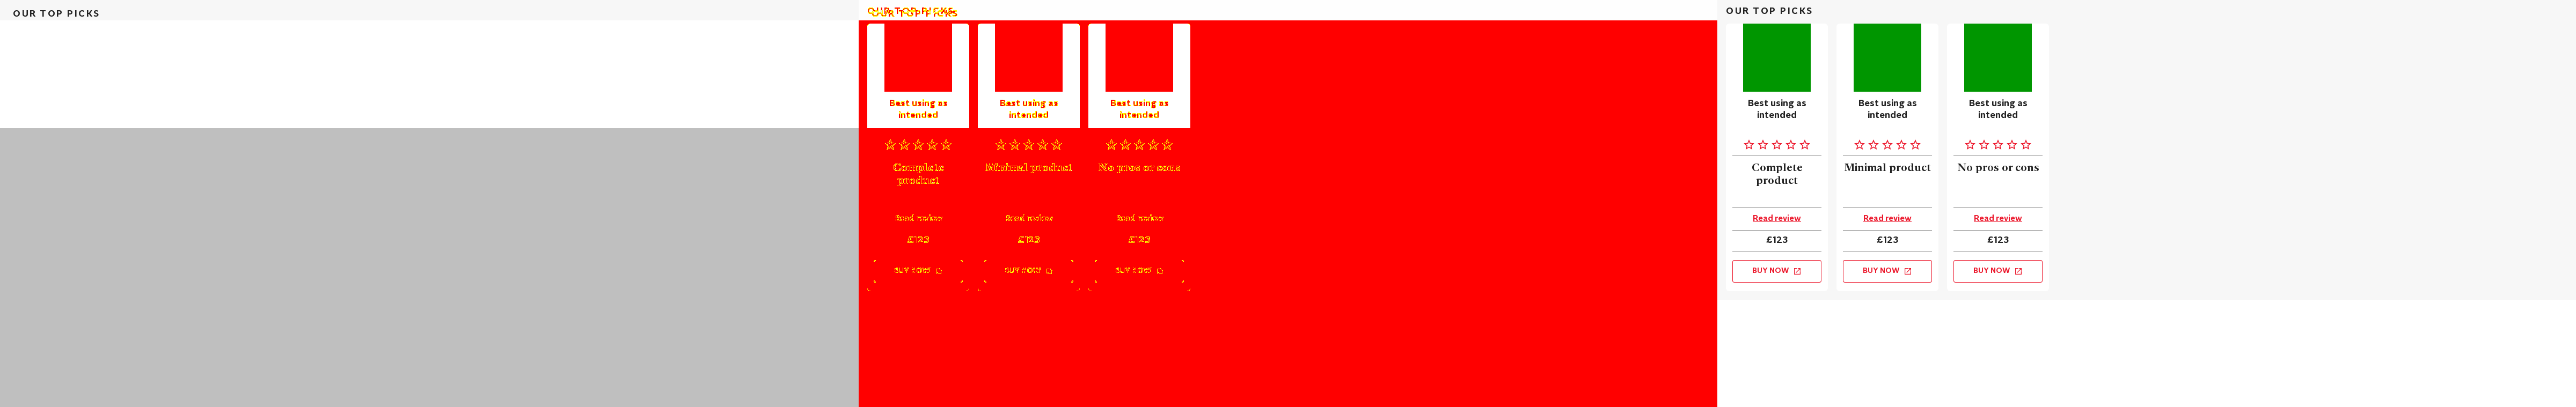 OUR TOP PICKS
OUR TOP PICKS
Best using as
intended
Best using as
intended
Best using as
intended
Complete
product
Minimal product
No pros or cons
Read review
Read review
Read review
£123
£123
£123
BUY NOW
BUY NOW
BUY NOW
OUR TOP PICKS
Best using as
intended
Best using as
intended
Best using as
intended
Complete
product
Minimal product
No pros or cons
Read review
Read review
Read review
£123
£123
£123
BUY NOW
BUY NOW
BUY NOW